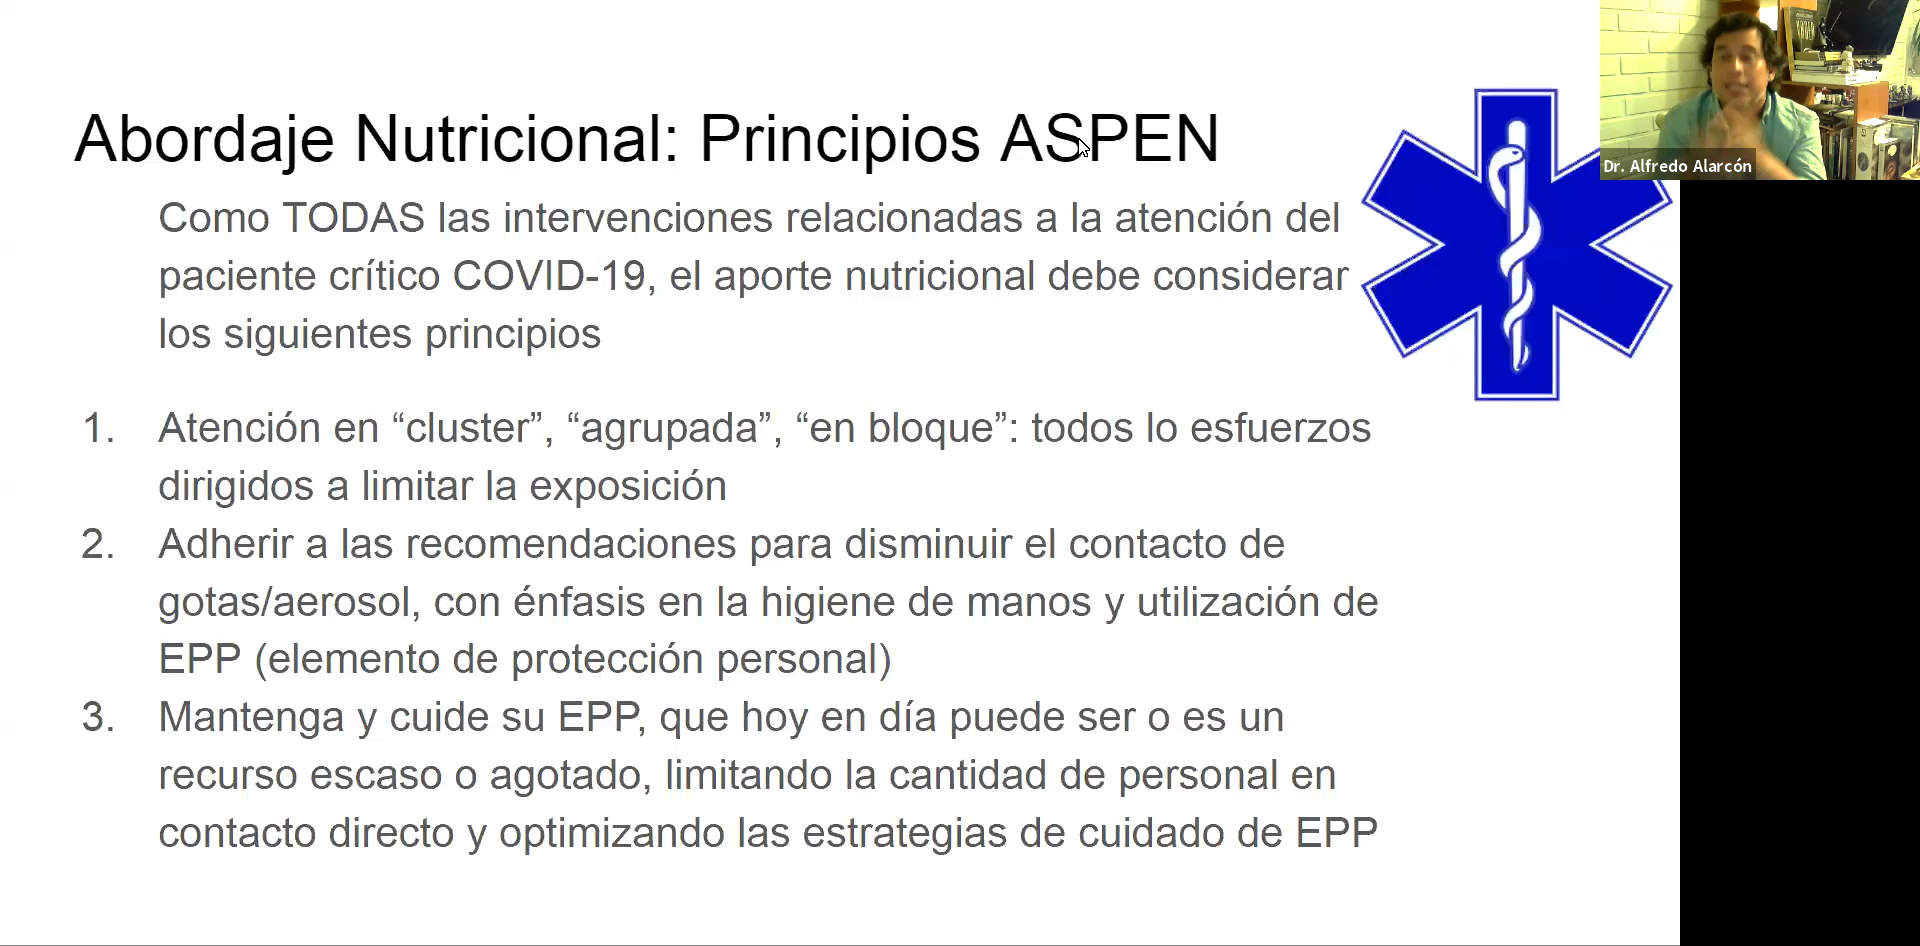 Abordaje Nutricional: Principios ASPEN
Como TODAS las intervenciones relacionadas a la atención del
paciente crítico COVID-19, el aporte nutricional debe considerar
los siguientes principios
1. Atención en “cluster”, “agrupada”, “en bloque”: todos lo esfuerzos
dirigidos a limitar la exposición
2. Adherir a las recomendaciones para disminuir el contacto de
gotas/aerosol, con énfasis en la higiene de manos y utilización de
EPP (elemento de protección personal)
3. Mantenga y cuide su EPP, que hoy en día puede ser o es un
recurso escaso o agotado, limitando la cantidad de personal en
contacto directo y optimizando las estrategias de cuidado de EPP
Dr. Alfredo Alarcón